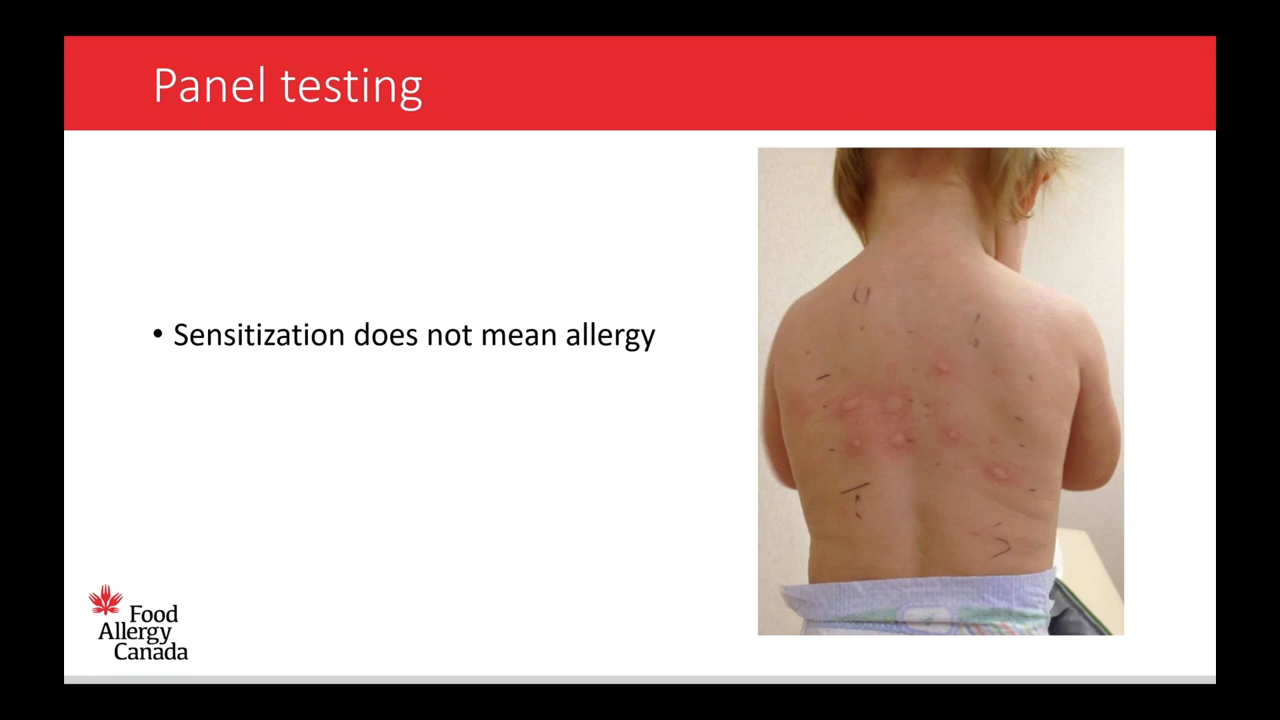 Panel testing
• Sensitization does not mean allergy
Food
Allergy
Canada